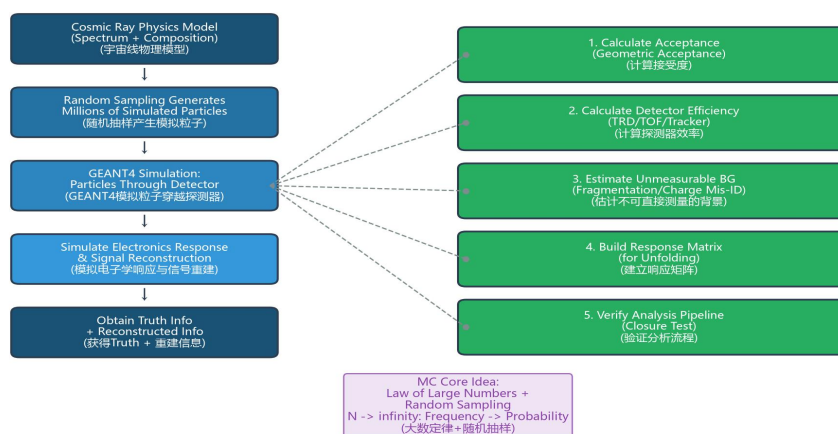 Cosmic Ray Physics Model
(Spectrum + Composition)
(宇宙线物理模型)
Random Sampling Generates
Millions of Simulated Particles
(随机抽样产生模拟粒子)
GEANT4 Simulation:
Particles Through Detector
(GEANT4模拟粒子穿越探测器)
Simulate Electronics Response
& Signal Reconstruction
(模拟电子学响应与信号重建)
Obtain Truth Info
+ Reconstructed Info
(获得Truth + 重建信息)
1. Calculate Acceptance
(Geometric Acceptance)
(计算接受度)
2. Calculate Detector Efficiency
(TRD/TOF/Tracker)
(计算探测器效率)
3. Estimate Unmeasurable BG
(Fragmentation/Charge Mis-ID)
(估计不可直接测量的背景)
4. Build Response Matrix
(for Unfolding)
(建立响应矩阵)
5. Verify Analysis Pipeline
(Closure Test)
(验证分析流程)
MC Core Idea:
Law of Large Numbers +
Random Sampling
N -> infinity: Frequency -> Probability
(大数定律+随机抽样)